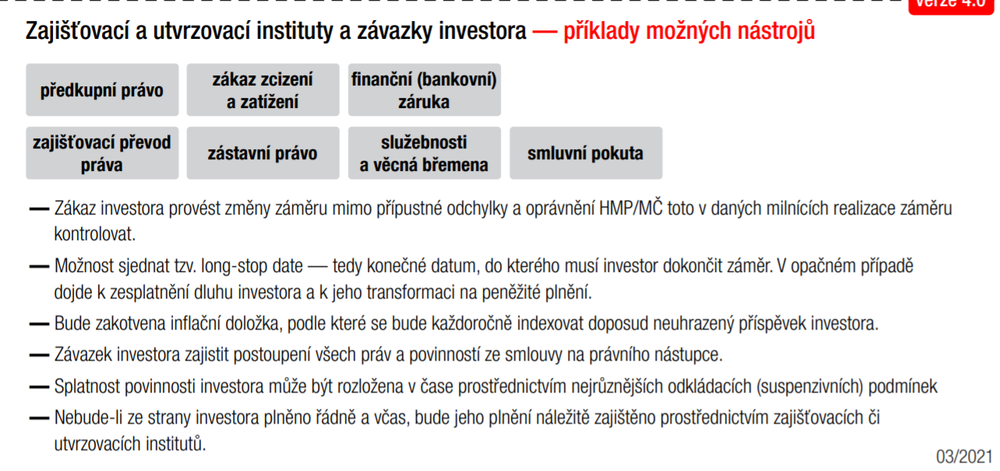 verze 4.0
Zajišťovací a utvrzovací instituty a závazky investora — příklady možných nástrojů
předkupní právo
zákaz zcizení
a zatížení
finanční (bankovní)
záruka
zajišťovací převod
práva
zástavní právo
služebnosti
a věcná břemena
smluvní pokuta
— Zákaz investora provést změny záměru mimo přípustné odchylky a oprávnění HMP/MČ toto v daných milnících realizace záměru
kontrolovat.
— Možnost sjednat tzv. long-stop date — tedy konečné datum, do kterého musí investor dokončit záměr. V opačném případě
dojde k zesplatnění dluhu investora a k jeho transformaci na peněžité plnění.
— Bude zakotvena inflační doložka, podle které se bude každoročně indexovat doposud neuhrazený příspěvek investora.
— Závazek investora zajistit postoupení všech práv a povinností ze smlouvy na právního nástupce.
— Splatnost povinnosti investora může být rozložena v čase prostřednictvím nejrůznějších odkládacích (suspenzivních) podmínek
— Nebude-li ze strany investora plněno řádně a včas, bude jeho plnění náležitě zajištěno prostřednictvím zajišťovacích či
utvrzovacích institutů.
03/2021